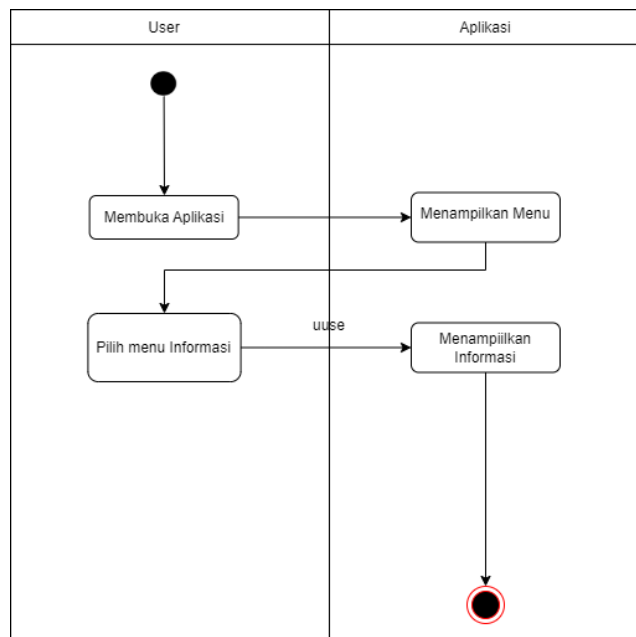 User
Aplikasi
Membuka Aplikasi
Menampilkan Menu
Pilih menu Informasi
uuse
Menampiilkan
Informasi